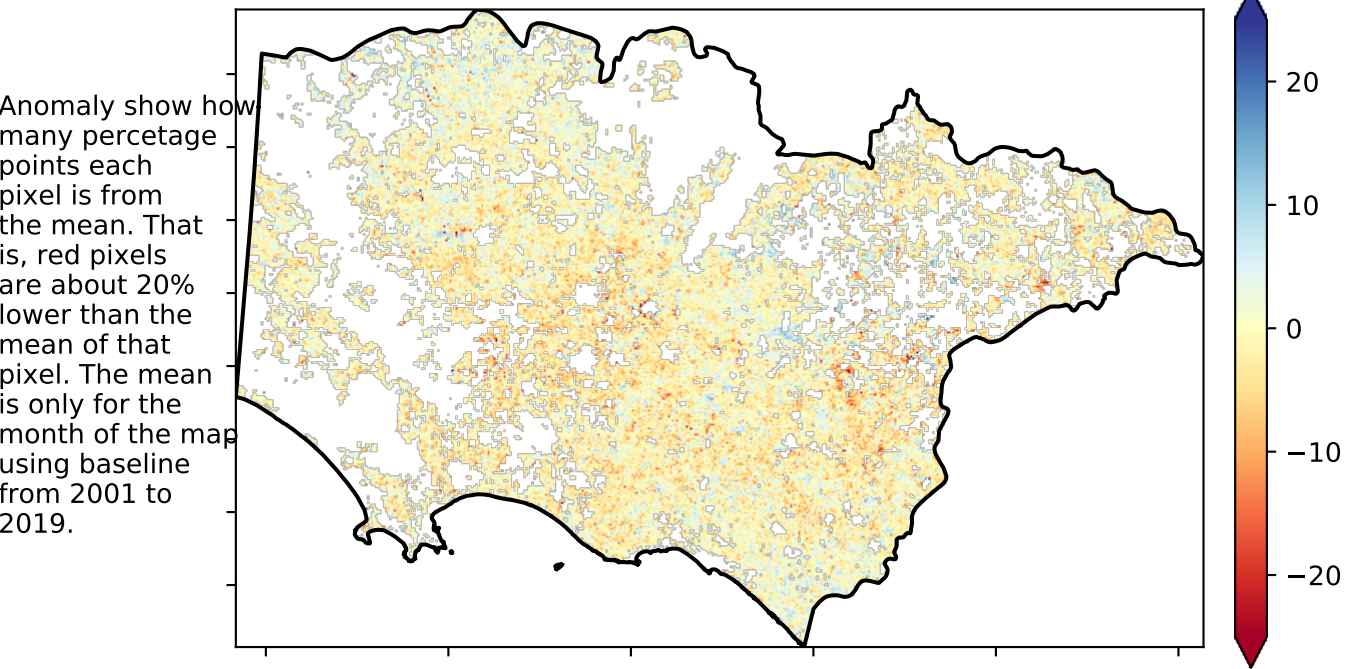 Anomaly show how
many percetage
points each
pixel is from
the mean. That
is, red pixels
are about 20%
lower than the
mean of that
pixel. The mean
is only for the
month of the map
using baseline
from 2001 to
2019.
20
10
0
−10
−20